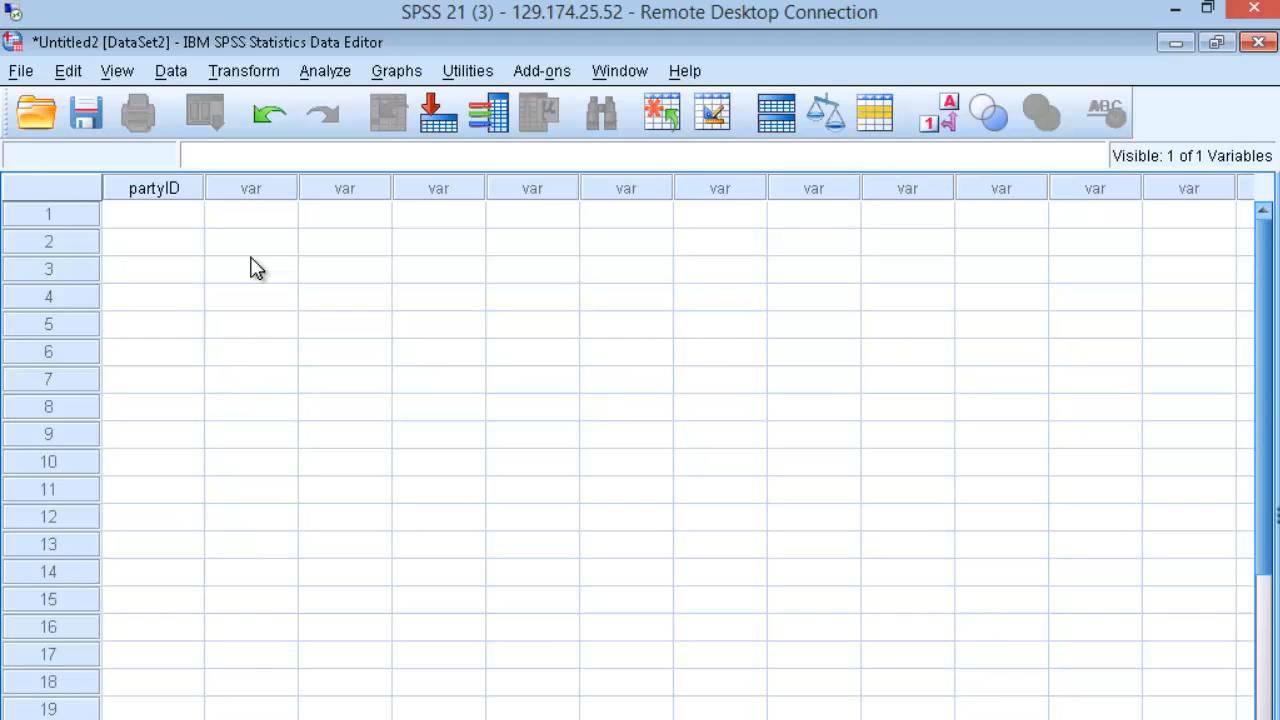 SPSS 21 (3) - 129.174.25.52 - Remote Desktop Connection
*Untitled2 [DataSet2] - IBM SPSS Statistics Data Editor
File Edit View Data Transform Analyze Graphs Utilities Add-ons Window Help
A
1
ABC
Visible: 1 of 1 Variables
partyID var var var var var var var var var var var
1
2
3
4
5
6
7
8
9
10
11
12
13
14
15
16
17
18
19